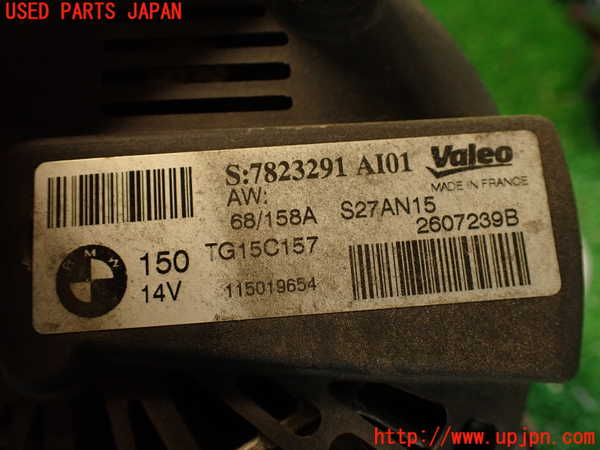 USED PARTS JAPAN
S:7823291 AI01
Valeo
MADE IN FRANCE
AW:
68/158A
S27AN15
2607239B
TG15C157
BMW
150
14V
115019654
http://www.upjpn.com/